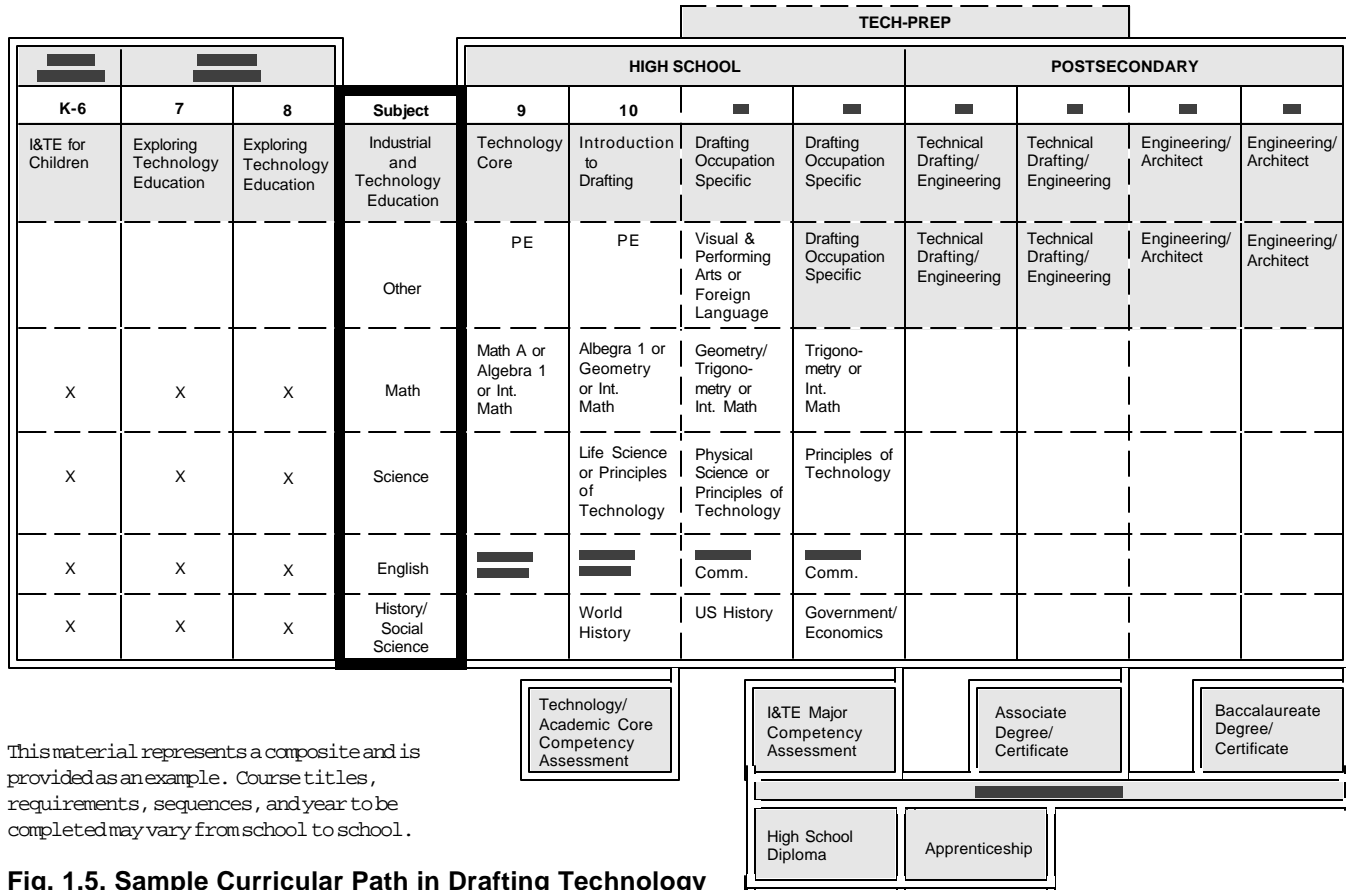 TECH-PREP
HIGH SCHOOL
POSTSECONDARY
K-6
7
8
Subject
9
10
I&TE for
Children
Exploring
Technology
Education
Exploring
Technology
Education
Industrial
and
Technology
Education
Technology
Core
Introduction
to
Drafting
Drafting
Occupation
Specific
Drafting
Occupation
Specific
Technical
Drafting/
Engineering
Technical
Drafting/
Engineering
Engineering/
Architect
Engineering/
Architect
Other
PE
PE
Visual &
Performing
Arts or
Foreign
Language
Drafting
Occupation
Specific
Technical
Drafting/
Engineering
Technical
Drafting/
Engineering
Engineering/
Architect
Engineering/
Architect
X
X
X
Math
Math A or
Algebra 1
or Int.
Math
Albegra 1 or
Geometry
or Int.
Math
Geometry/
Trigono-
metry or
Int. Math
Trigono-
metry or
Int.
Math
X
X
X
Science
Life Science
or Principles
of
Technology
Physical
Science or
Principles of
Technology
Principles of
Technology
X
X
X
English
Comm.
Comm.
X
X
X
History/
Social
Science
World
History
US History
Government/
Economics
Technology/
Academic Core
Competency
Assessment
I&TE Major
Competency
Assessment
Associate
Degree/
Certificate
Baccalaureate
Degree/
Certificate
High School
Diploma
Apprenticeship
This material represents a composite and is
provided as an example. Course titles,
requirements, sequences, and year to be
completed may vary from school to school.
Fig. 1.5. Sample Curricular Path in Drafting Technology